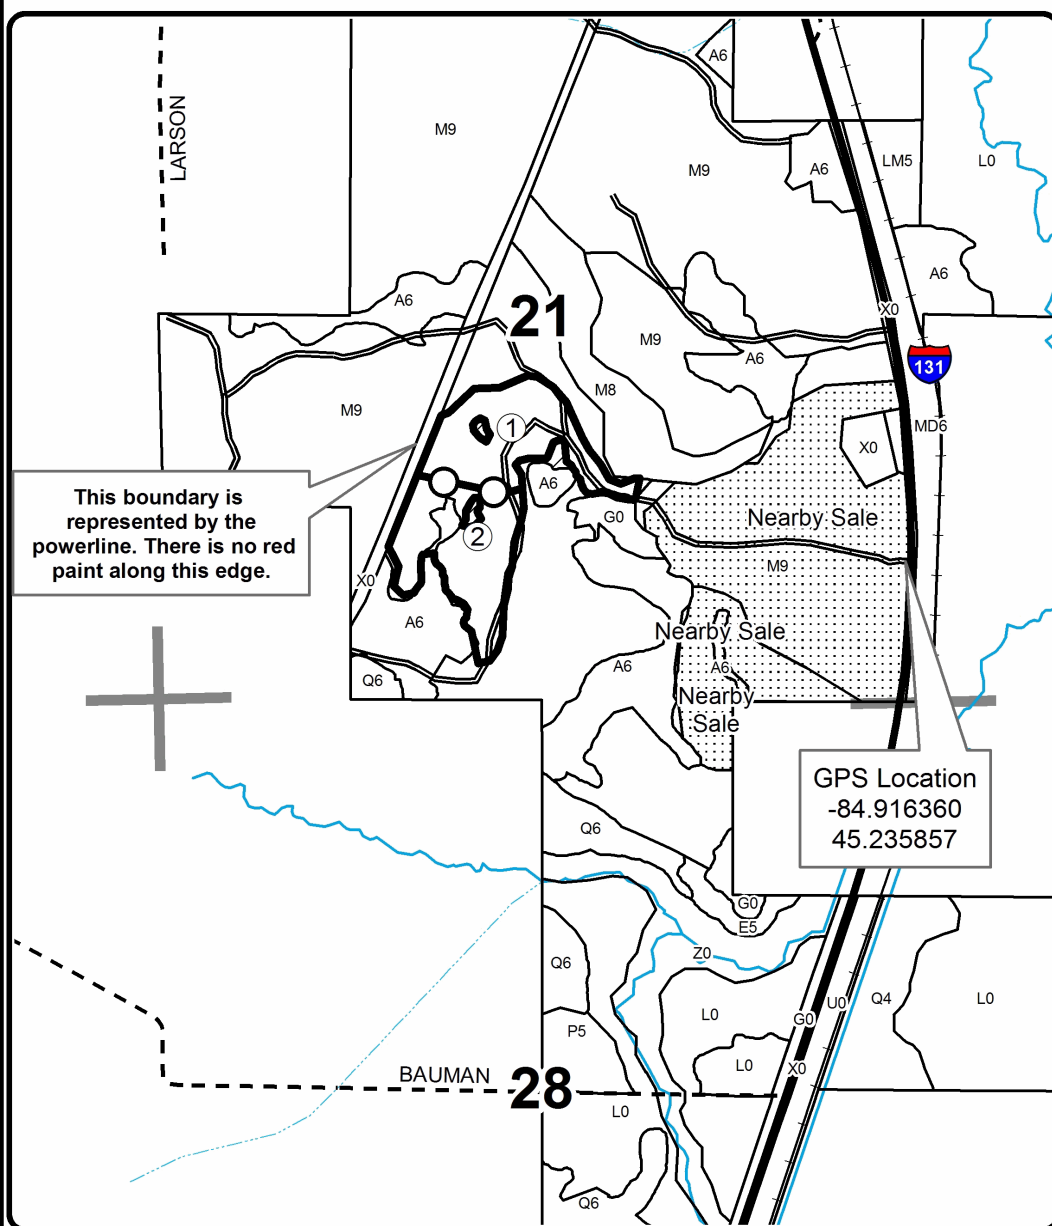 A6
LARSON
M9
M9
A6
LM5
L0
A6
A6
X0
21
M9
A6
131
M9
M8
MD6
1
X0
This boundary is
represented by the
powerline. There is no red
paint along this edge.
A6
G0
Nearby Sale
2
M9
X0
A6
Nearby Sale
A6
A6
Q6
Nearby
Sale
GPS Location
-84.916360
45.235857
Q6
G0
E5
Z0
Q6
Q4
L0
U0
L0
G0
P5
L0
X0
BAUMAN
28
L0
Q6